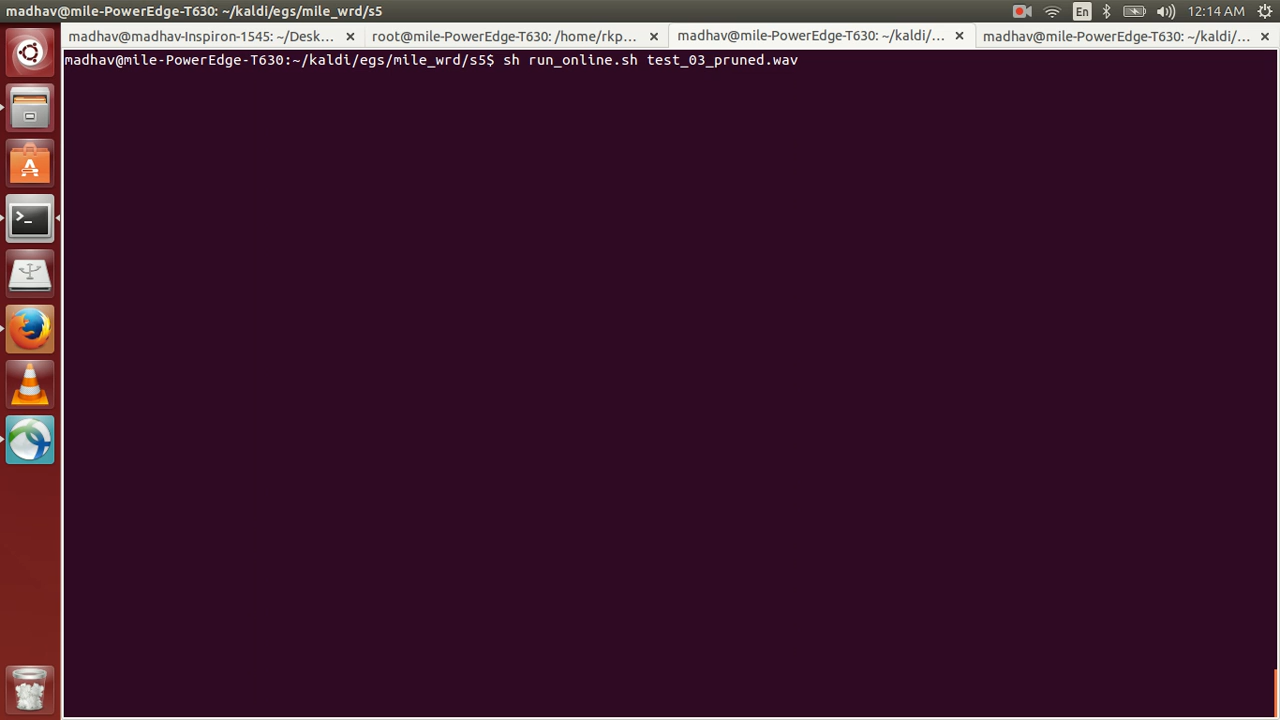 madhav@mile-PowerEdge-T630: ~/kaldi/egs/mile_wrd/s5
En
12:14 AM
madhav@madhav-Inspiron-1545: ~/Desk...
root@mile-PowerEdge-T630: /home/rkp...
madhav@mile-PowerEdge-T630: ~/kaldi/...
madhav@mile-PowerEdge-T630: ~/kaldi/...
madhav@mile-PowerEdge-T630:~/kaldi/egs/mile_wrd/s5$ sh run_online.sh test_03_pruned.wav